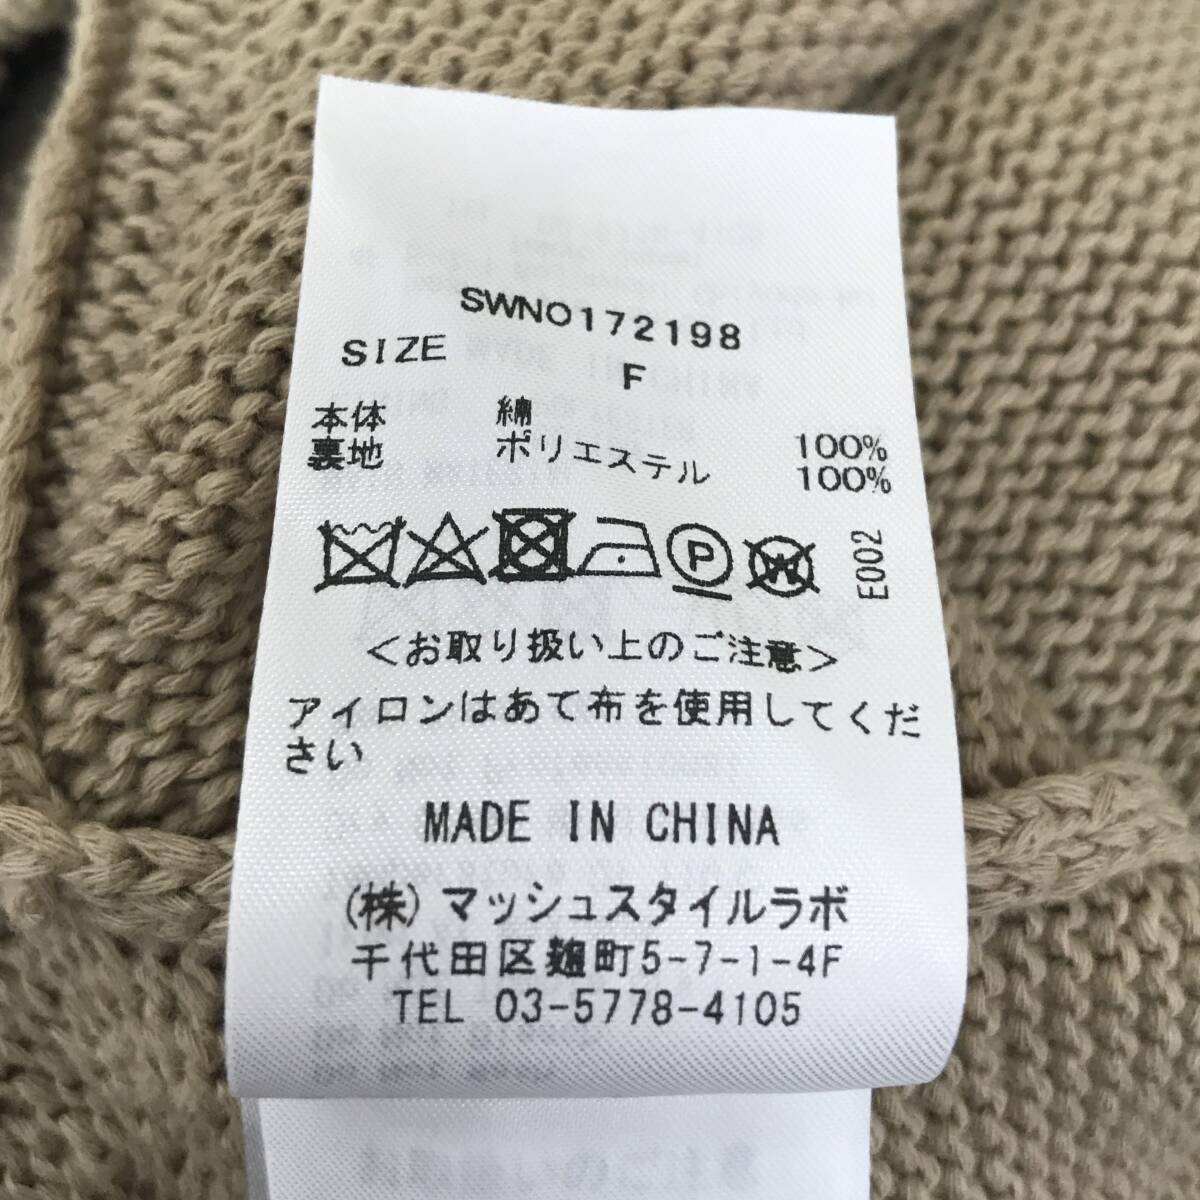 SWNO172198
SIZE F
本体 綿 100%
裏地 ポリエステル 100%
P W E002
<お取り扱い上のご注意>
アイロンはあて布を使用してくだ
さい
MADE IN CHINA
(株)マッシュスタイルラボ
千代田区麹町5-7-1-4F
TEL 03-5778-4105